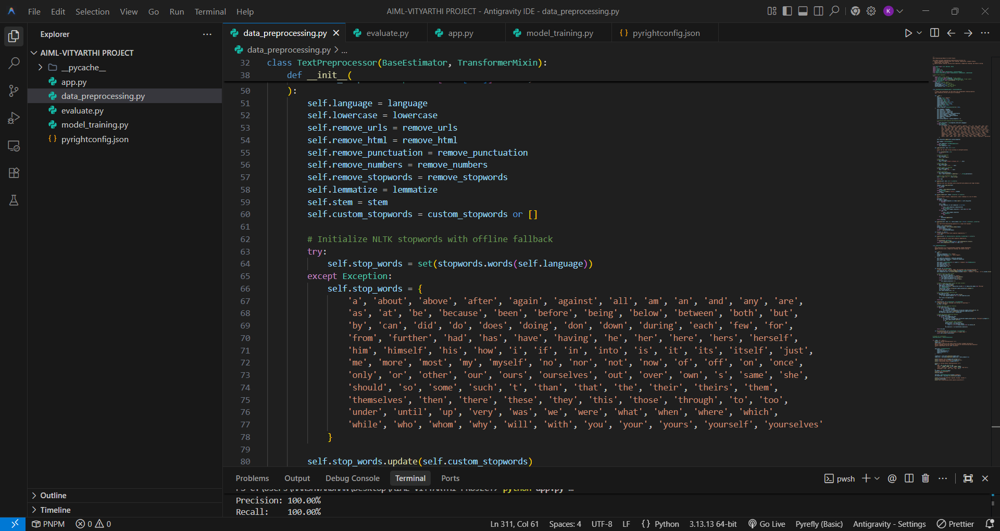 File Edit Selection View Go Run Terminal Help
AIML-VITYARTHI PROJECT - Antigravity IDE - data_preprocessing.py
K
Explorer
AIML-VITYARTHI PROJECT
__pycache__
app.py
data_preprocessing.py
evaluate.py
model_training.py
{} pyrightconfig.json
Outline
Timeline
data_preprocessing.py evaluate.py app.py model_training.py {} pyrightconfig.json
data_preprocessing.py > ...
32 class TextPreprocessor(BaseEstimator, TransformerMixin):
38 def __init__(
50 ):
51 self.language = language
52 self.lowercase = lowercase
53 self.remove_urls = remove_urls
54 self.remove_html = remove_html
55 self.remove_punctuation = remove_punctuation
56 self.remove_numbers = remove_numbers
57 self.remove_stopwords = remove_stopwords
58 self.lemmatize = lemmatize
59 self.stem = stem
60 self.custom_stopwords = custom_stopwords or []
61
62 # Initialize NLTK stopwords with offline fallback
63 try:
64 self.stop_words = set(stopwords.words(self.language))
65 except Exception:
66 self.stop_words = {
67 'a', 'about', 'above', 'after', 'again', 'against', 'all', 'am', 'an', 'and', 'any', 'are',
68 'as', 'at', 'be', 'because', 'been', 'before', 'being', 'below', 'between', 'both', 'but',
69 'by', 'can', 'did', 'do', 'does', 'doing', 'don', 'down', 'during', 'each', 'few', 'for',
70 'from', 'further', 'had', 'has', 'have', 'having', 'he', 'her', 'here', 'hers', 'herself',
71 'him', 'himself', 'his', 'how', 'i', 'if', 'in', 'into', 'is', 'it', 'its', 'itself', 'just',
72 'me', 'more', 'most', 'my', 'myself', 'no', 'nor', 'not', 'now', 'of', 'off', 'on', 'once',
73 'only', 'or', 'other', 'our', 'ours', 'ourselves', 'out', 'over', 'own', 's', 'same', 'she',
74 'should', 'so', 'some', 'such', 't', 'than', 'that', 'the', 'their', 'theirs', 'them',
75 'themselves', 'then', 'there', 'these', 'they', 'this', 'those', 'through', 'to', 'too',
76 'under', 'until', 'up', 'very', 'was', 'we', 'were', 'what', 'when', 'where', 'which',
77 'while', 'who', 'whom', 'why', 'will', 'with', 'you', 'your', 'yours', 'yourself', 'yourselves'
78 }
79
80 self.stop_words.update(self.custom_stopwords)
Problems Output Debug Console Terminal Ports
pwsh
python app.py
Precision: 100.00%
Recall: 100.00%
PNPM 0 0
Ln 311, Col 61 Spaces: 4 UTF-8 LF {} Python 3.13.13 64-bit Go Live Pyrefly (Basic) Antigravity - Settings Prettier